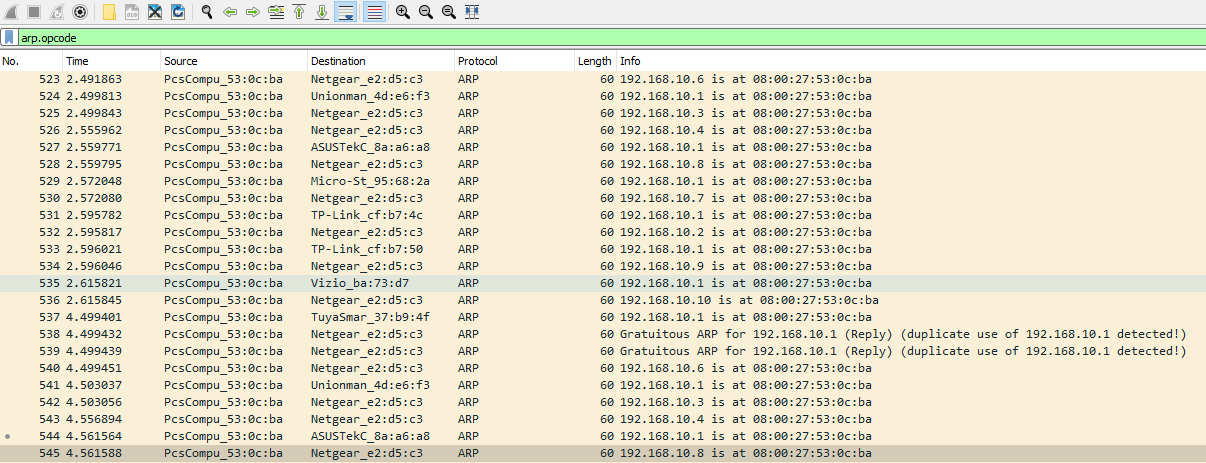 arp.opcode
No. Time Source Destination Protocol Length Info
523 2.491863 PcsCompu_53:0c:ba Netgear_e2:d5:c3 ARP 60 192.168.10.6 is at 08:00:27:53:0c:ba
524 2.499813 PcsCompu_53:0c:ba Unionman_4d:e6:f3 ARP 60 192.168.10.1 is at 08:00:27:53:0c:ba
525 2.499843 PcsCompu_53:0c:ba Netgear_e2:d5:c3 ARP 60 192.168.10.3 is at 08:00:27:53:0c:ba
526 2.555962 PcsCompu_53:0c:ba Netgear_e2:d5:c3 ARP 60 192.168.10.4 is at 08:00:27:53:0c:ba
527 2.559771 PcsCompu_53:0c:ba ASUSTekC_8a:a6:a8 ARP 60 192.168.10.1 is at 08:00:27:53:0c:ba
528 2.559795 PcsCompu_53:0c:ba Netgear_e2:d5:c3 ARP 60 192.168.10.8 is at 08:00:27:53:0c:ba
529 2.572048 PcsCompu_53:0c:ba Micro-St_95:68:2a ARP 60 192.168.10.1 is at 08:00:27:53:0c:ba
530 2.572080 PcsCompu_53:0c:ba Netgear_e2:d5:c3 ARP 60 192.168.10.7 is at 08:00:27:53:0c:ba
531 2.595782 PcsCompu_53:0c:ba TP-Link_cf:b7:4c ARP 60 192.168.10.1 is at 08:00:27:53:0c:ba
532 2.595817 PcsCompu_53:0c:ba Netgear_e2:d5:c3 ARP 60 192.168.10.2 is at 08:00:27:53:0c:ba
533 2.596021 PcsCompu_53:0c:ba TP-Link_cf:b7:50 ARP 60 192.168.10.1 is at 08:00:27:53:0c:ba
534 2.596046 PcsCompu_53:0c:ba Netgear_e2:d5:c3 ARP 60 192.168.10.9 is at 08:00:27:53:0c:ba
535 2.615821 PcsCompu_53:0c:ba Vizio_ba:73:d7 ARP 60 192.168.10.1 is at 08:00:27:53:0c:ba
536 2.615845 PcsCompu_53:0c:ba Netgear_e2:d5:c3 ARP 60 192.168.10.10 is at 08:00:27:53:0c:ba
537 4.499401 PcsCompu_53:0c:ba TuyaSmar_37:b9:4f ARP 60 192.168.10.1 is at 08:00:27:53:0c:ba
538 4.499432 PcsCompu_53:0c:ba Netgear_e2:d5:c3 ARP 60 Gratuitous ARP for 192.168.10.1 (Reply) (duplicate use of 192.168.10.1 detected!)
539 4.499439 PcsCompu_53:0c:ba Netgear_e2:d5:c3 ARP 60 Gratuitous ARP for 192.168.10.1 (Reply) (duplicate use of 192.168.10.1 detected!)
540 4.499451 PcsCompu_53:0c:ba Netgear_e2:d5:c3 ARP 60 192.168.10.6 is at 08:00:27:53:0c:ba
541 4.503037 PcsCompu_53:0c:ba Unionman_4d:e6:f3 ARP 60 192.168.10.1 is at 08:00:27:53:0c:ba
542 4.503056 PcsCompu_53:0c:ba Netgear_e2:d5:c3 ARP 60 192.168.10.3 is at 08:00:27:53:0c:ba
543 4.556894 PcsCompu_53:0c:ba Netgear_e2:d5:c3 ARP 60 192.168.10.4 is at 08:00:27:53:0c:ba
544 4.561564 PcsCompu_53:0c:ba ASUSTekC_8a:a6:a8 ARP 60 192.168.10.1 is at 08:00:27:53:0c:ba
545 4.561588 PcsCompu_53:0c:ba Netgear_e2:d5:c3 ARP 60 192.168.10.8 is at 08:00:27:53:0c:ba